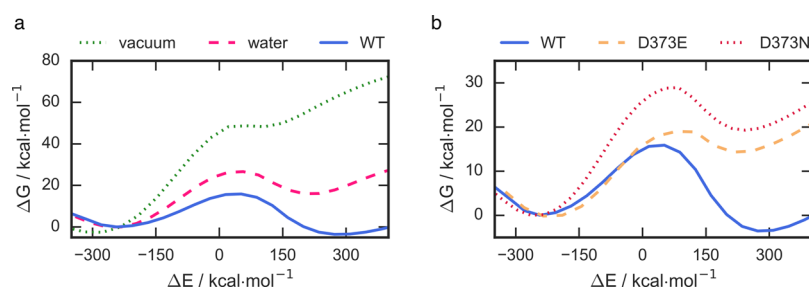 a
vacuum water WT
80
60
40
20
0
−300 −150 0 150 300
ΔG / kcal·mol⁻¹
ΔE / kcal·mol⁻¹
b
WT D373E D373N
30
20
10
0
−300 −150 0 150 300
ΔG / kcal·mol⁻¹
ΔE / kcal·mol⁻¹